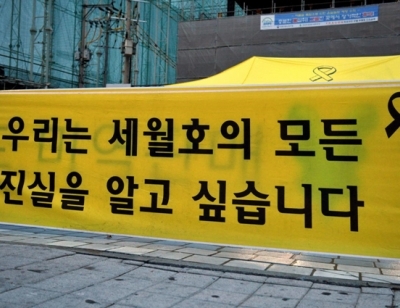 우리는 세월호의 모든
진실을 알고 싶습니다